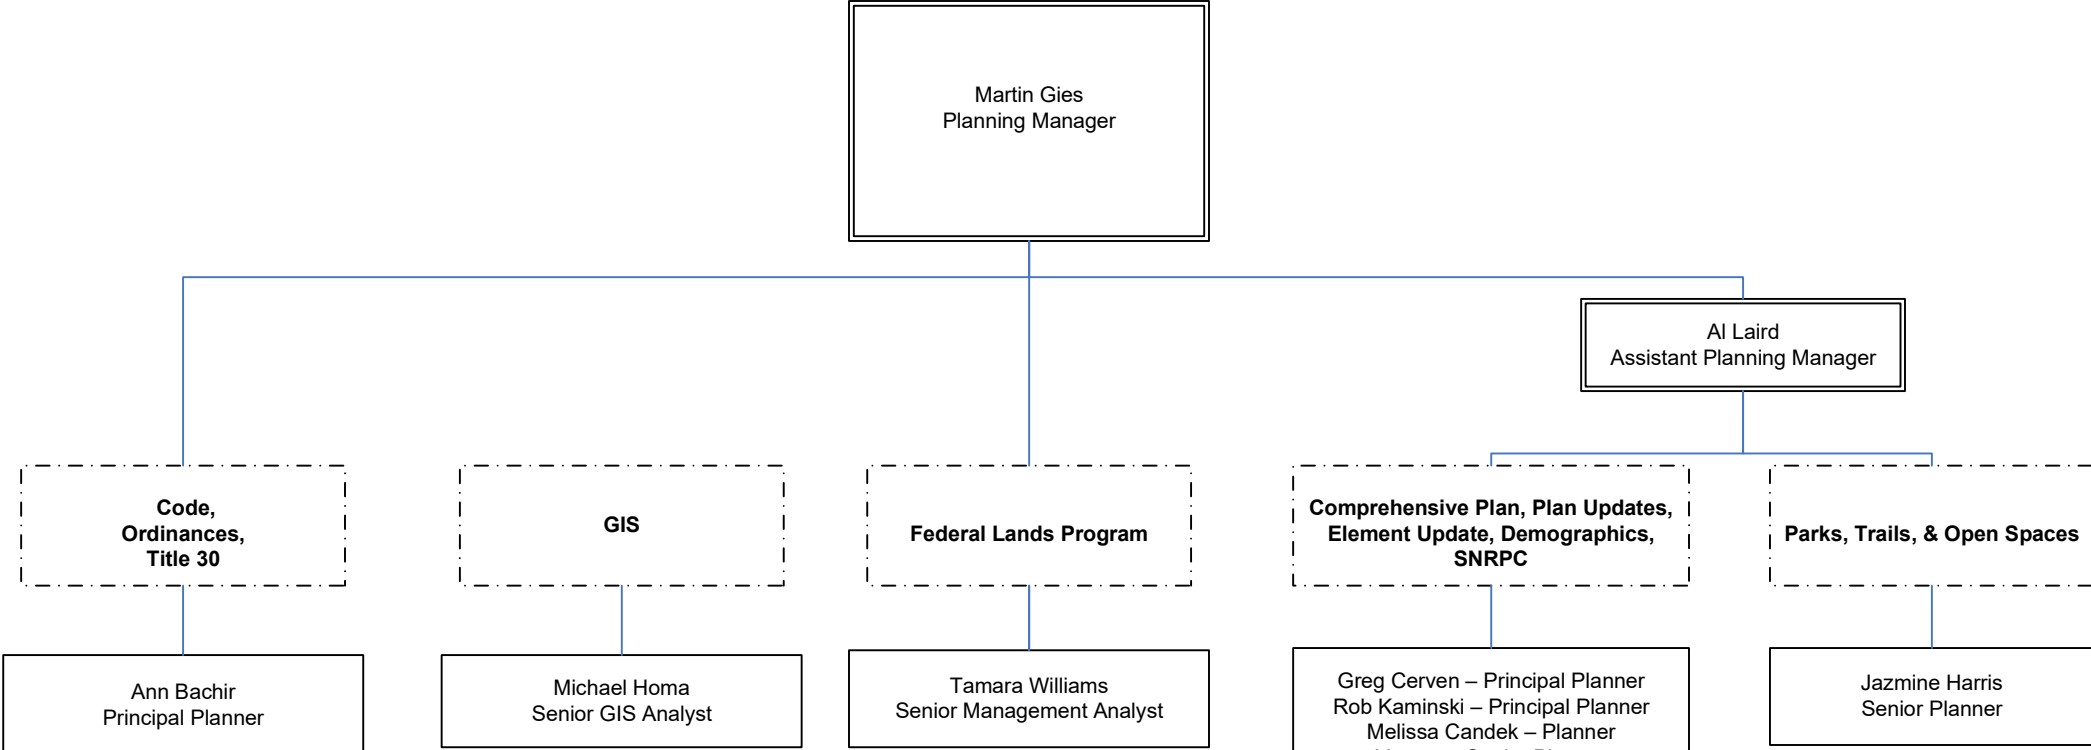 Martin Gies
Planning Manager
Al Laird
Assistant Planning Manager
Code,
Ordinances,
Title 30
GIS
Federal Lands Program
Comprehensive Plan, Plan Updates,
Element Update, Demographics,
SNRPC
Parks, Trails, & Open Spaces
Ann Bachir
Principal Planner
Michael Homa
Senior GIS Analyst
Tamara Williams
Senior Management Analyst
Greg Cerven – Principal Planner
Rob Kaminski – Principal Planner
Melissa Candek – Planner
Jazmine Harris
Senior Planner